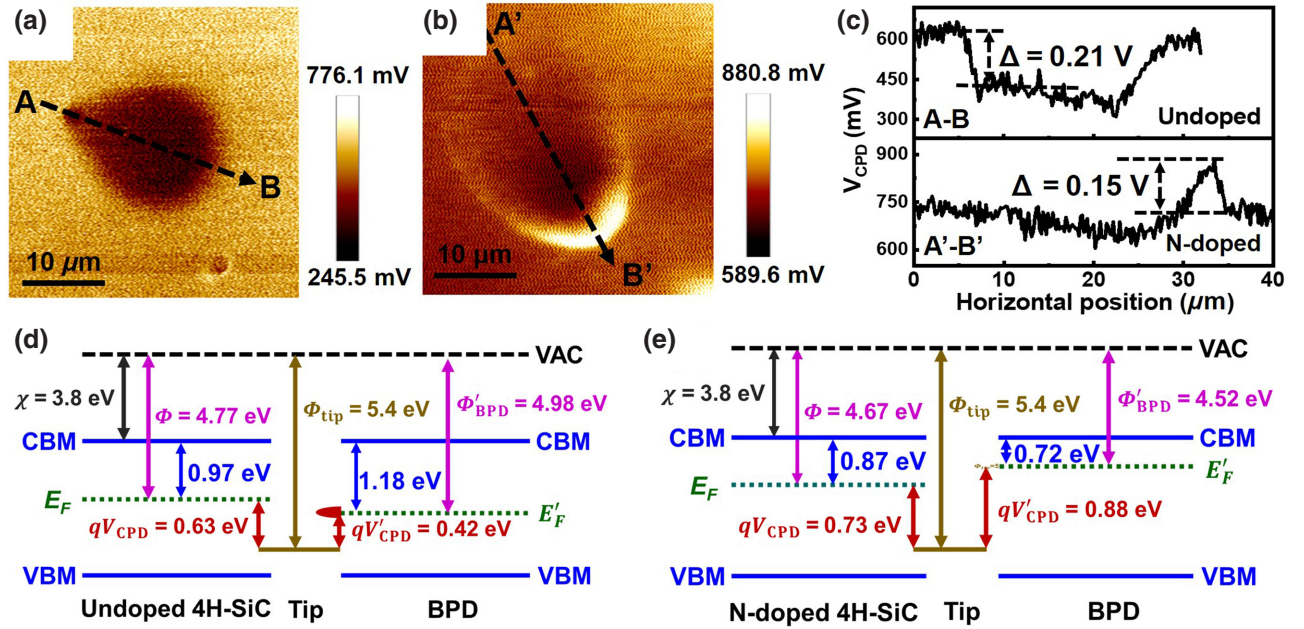 (a)
A
B
10 μm
776.1 mV
245.5 mV
(b)
A'
B'
10 μm
880.8 mV
589.6 mV
(c)
V_CPD (mV)
600
450
300
Δ = 0.21 V
A-B
Undoped
900
750
600
Δ = 0.15 V
A'-B'
N-doped
0 10 20 30 40
Horizontal position (μm)
(d)
VAC
χ = 3.8 eV
Φ = 4.77 eV
Φ_tip = 5.4 eV
Φ′_BPD = 4.98 eV
CBM
CBM
0.97 eV
1.18 eV
E_F
E′_F
qV_CPD = 0.63 eV
qV′_CPD = 0.42 eV
VBM
VBM
Undoped 4H-SiC Tip BPD
(e)
VAC
χ = 3.8 eV
Φ = 4.67 eV
Φ_tip = 5.4 eV
Φ′_BPD = 4.52 eV
CBM
CBM
0.87 eV
0.72 eV
E_F
E′_F
qV_CPD = 0.73 eV
qV′_CPD = 0.88 eV
VBM
VBM
N-doped 4H-SiC Tip BPD